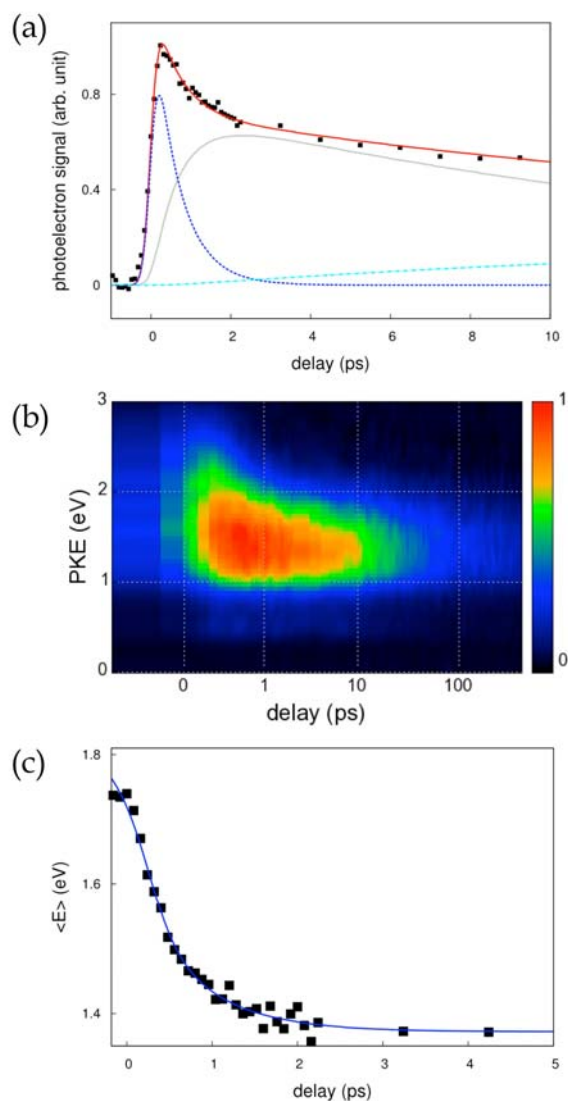 (a)
photoelectron signal (arb. unit)
0.8
0.4
0
0 2 4 6 8 10
delay (ps)
(b)
3
2
1
0
PKE (eV)
1
0
0 1 10 100
delay (ps)
(c)
1.8
1.6
1.4
<E> (eV)
0 1 2 3 4 5
delay (ps)